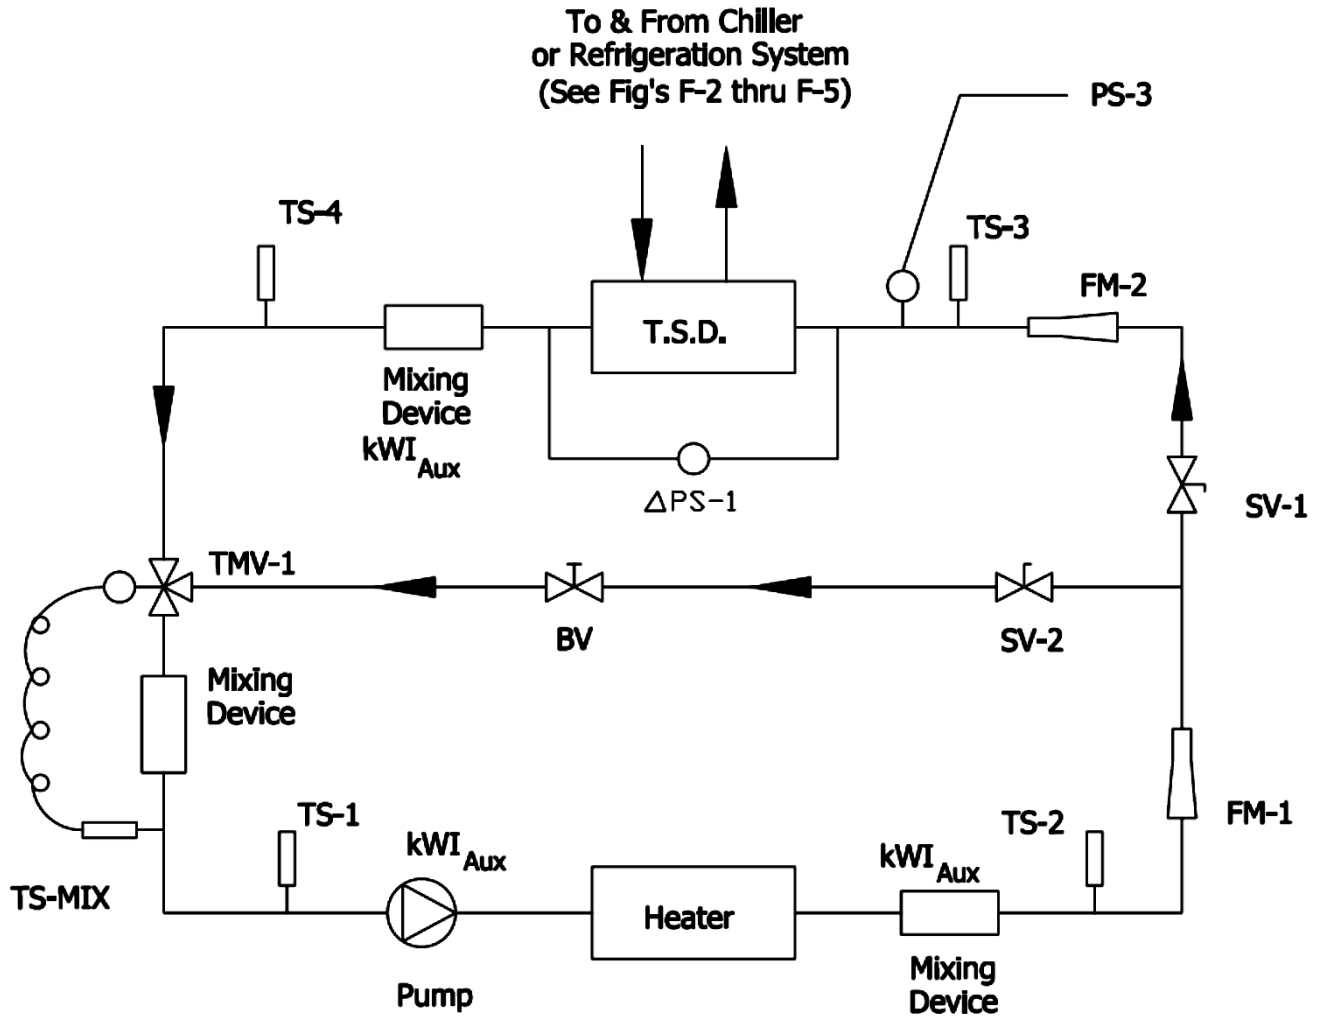 To & From Chiller
or Refrigeration System
(See Fig's F-2 thru F-5)
PS-3
TS-4
TS-3
FM-2
T.S.D.
Mixing
Device
kWI Aux
ΔPS-1
SV-1
TMV-1
BV
SV-2
Mixing
Device
TS-1
TS-2
FM-1
kWI Aux
kWI Aux
TS-MIX
Heater
Pump
Mixing
Device